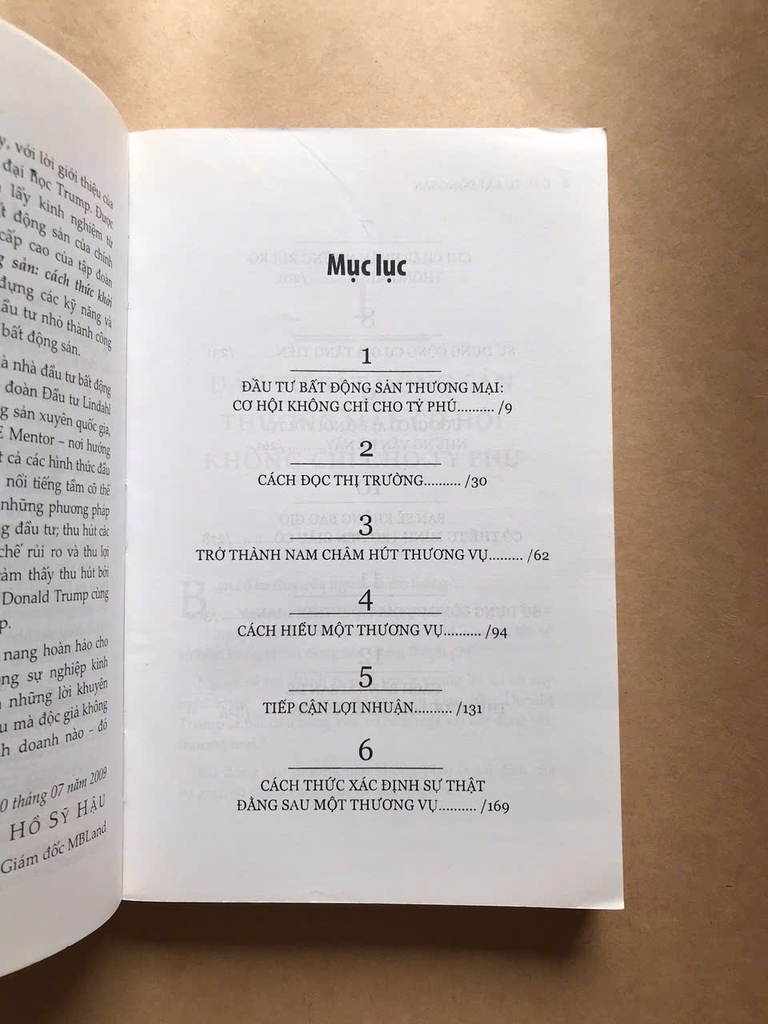 y, với lời giới thiệu của
đại học Trump. Được
lấy kinh nghiệm từ
động sản của chính
cấp cao của tập đoàn
sản: cách thức khởi
dựng các kỹ năng và
tư nhỏ thành công
bất động sản.
nhà đầu tư bất động
đoàn Đầu tư Lindahl
sản xuyên quốc gia,
E Mentor – nơi hướng
cả các hình thức đầu
nổi tiếng tầm cỡ thế
những phương pháp
đầu tư; thu hút các
chế rủi ro và thu lợi
thấy thu hút bởi
Donald Trump cùng
p.
nang hoàn hảo cho
sự nghiệp kinh
những lời khuyên
mà độc giả không
doanh nào – đó
0 tháng 07 năm 2009
HỒ SỸ HẬU
Giám đốc MBLand
Mục lục
1
ĐẦU TƯ BẤT ĐỘNG SẢN THƯƠNG MẠI:
CƠ HỘI KHÔNG CHỈ CHO TỶ PHÚ.......... /9
2
CÁCH ĐỌC THỊ TRƯỜNG.......... /30
3
TRỞ THÀNH NAM CHÂM HÚT THƯƠNG VỤ......... /62
4
CÁCH HIỂU MỘT THƯƠNG VỤ.......... /94
5
TIẾP CẬN LỢI NHUẬN.......... /131
6
CÁCH THỨC XÁC ĐỊNH SỰ THẬT
ĐẰNG SAU MỘT THƯƠNG VỤ.......... /169